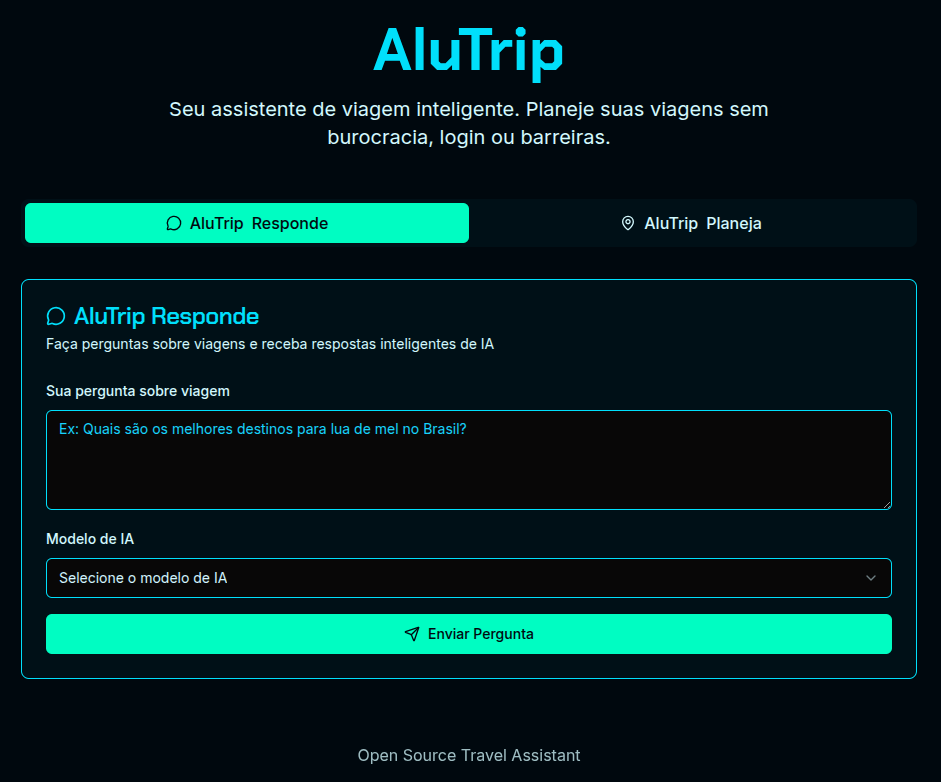 AluTrip
Seu assistente de viagem inteligente. Planeje suas viagens sem
burocracia, login ou barreiras.
AluTrip Responde
AluTrip Planeja
AluTrip Responde
Faça perguntas sobre viagens e receba respostas inteligentes de IA
Sua pergunta sobre viagem
Ex: Quais são os melhores destinos para lua de mel no Brasil?
Modelo de IA
Selecione o modelo de IA
Enviar Pergunta
Open Source Travel Assistant